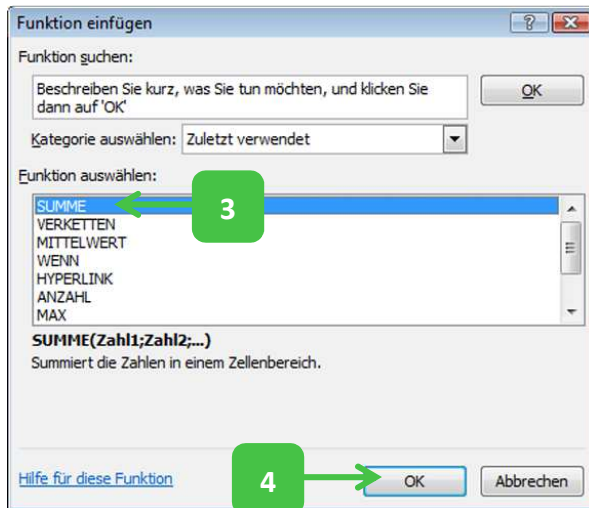 Funktion einfügen
Funktion suchen:
Beschreiben Sie kurz, was Sie tun möchten, und klicken Sie
dann auf 'OK'
OK
Kategorie auswählen: Zuletzt verwendet
Funktion auswählen:
SUMME
3
VERKETTEN
MITTELWERT
WENN
HYPERLINK
ANZAHL
MAX
SUMME(Zahl1;Zahl2;...)
Summiert die Zahlen in einem Zellenbereich.
Hilfe für diese Funktion
4
OK
Abbrechen